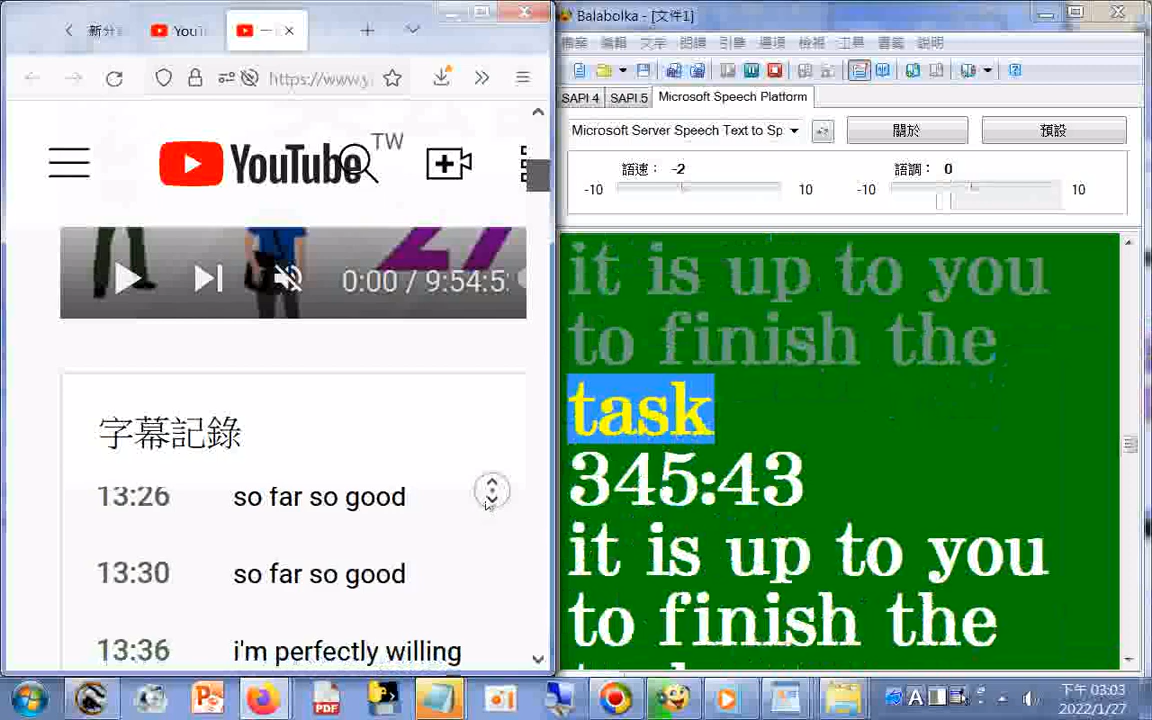 新分
YouT
一
https://www.y
YouTube
TW
27
0:00 / 9:54:5
字幕記錄
13:26 so far so good
13:30 so far so good
13:36 i'm perfectly willing
Balabolka - [文件1]
檔案 編輯 文字 朗讀 引擎 選項 檢視 工具 書籤 說明
SAPI 4 SAPI 5 Microsoft Speech Platform
Microsoft Server Speech Text to Sp
關於
預設
語速： -2
-10 10
語調： 0
-10 10
it is up to you
to finish the
task
345:43
it is up to you
to finish the
PDF
A
下午 03:03
2022/1/27